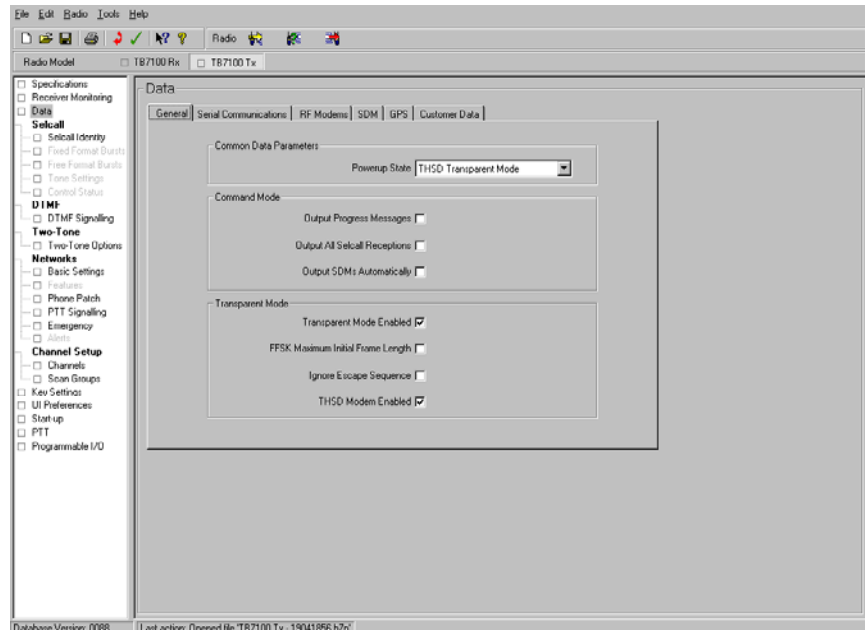 File Edit Radio Tools Help
Radio
Radio Model TB7100 Rx TB7100 Tx
Specifications
Receiver Monitoring
Data
Selcall
Selcall Identity
Fixed Format Bursts
Free Format Bursts
Tone Settings
Control Status
DTMF
DTMF Signalling
Two-Tone
Two-Tone Options
Networks
Basic Settings
Features
Phone Patch
PTT Signalling
Emergency
Alerts
Channel Setup
Channels
Scan Groups
Key Settings
UI Preferences
Start-up
PTT
Programmable I/O
Data
General Serial Communications RF Modems SDM GPS Customer Data
Common Data Parameters
Powerup State THSD Transparent Mode
Command Mode
Output Progress Messages
Output All Selcall Receptions
Output SDMs Automatically
Transparent Mode
Transparent Mode Enabled
FFSK Maximum Initial Frame Length
Ignore Escape Sequence
THSD Modem Enabled
Database Version: 0088 Last action: Opened file 'TB7100 Tx - 19041856.b7p'